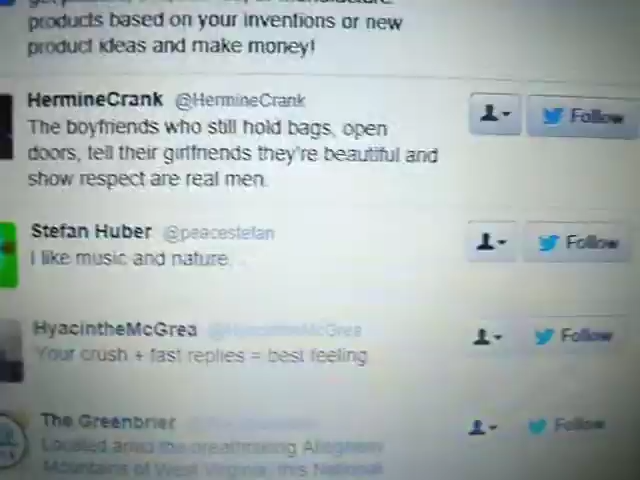 products based on your inventions or new
product ideas and make money!
HermineCrank @HermineCrank
Follow
The boyfriends who still hold bags, open
doors, tell their girlfriends they're beautiful and
show respect are real men.
Stefan Huber @peacestefan
Follow
I like music and nature.
HyacintheMcGrea @HyacintheMcGrea
Follow
Your crush + fast replies = best feeling
The Greenbrier
Follow
Located amid the breathtaking Allegheny
Mountains of West Virginia, this National